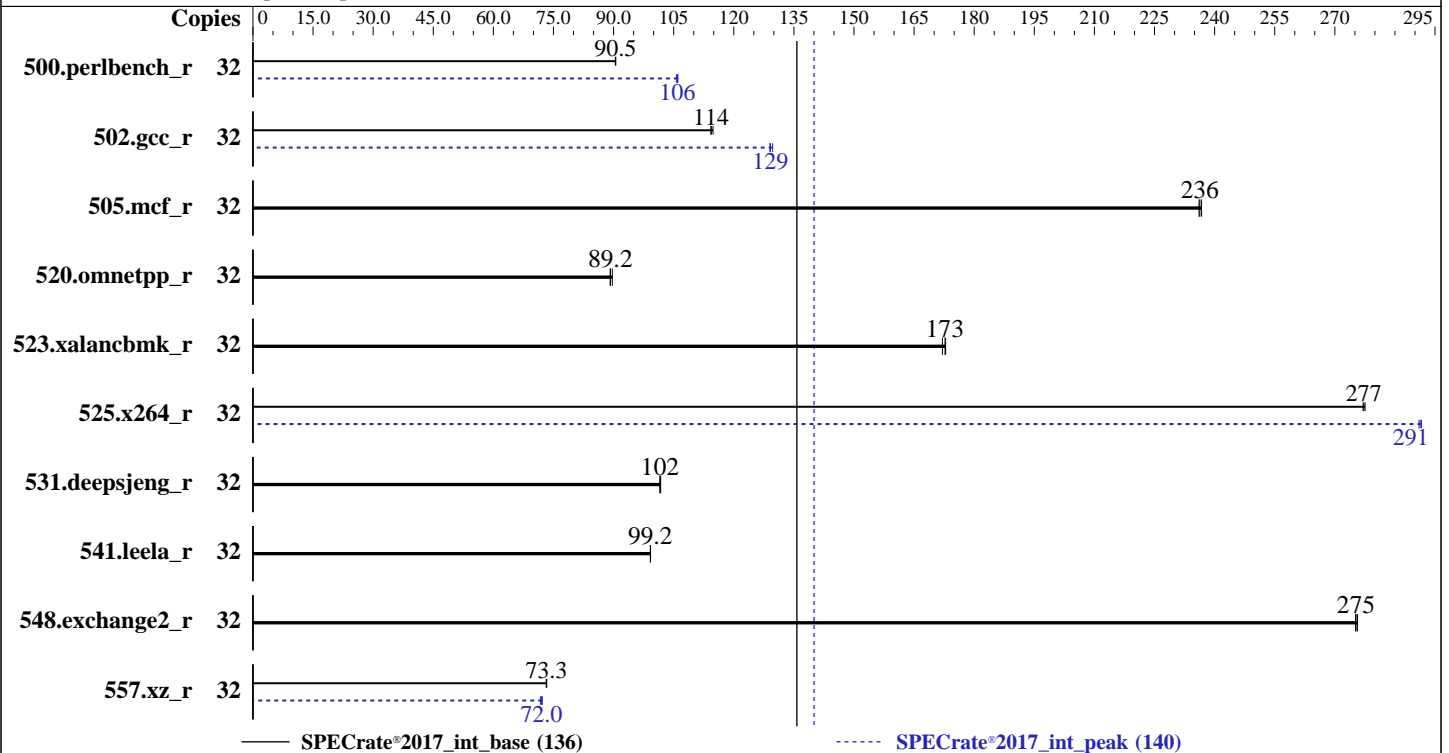 Copies 0 15.0 30.0 45.0 60.0 75.0 90.0 105 120 135 150 165 180 195 210 225 240 255 270 295
500.perlbench_r 32 90.5
106
502.gcc_r 32 114
129
505.mcf_r 32 236
520.omnetpp_r 32 89.2
523.xalancbmk_r 32 173
525.x264_r 32 277
291
531.deepsjeng_r 32 102
541.leela_r 32 99.2
548.exchange2_r 32 275
557.xz_r 32 73.3
72.0
SPECrate®2017_int_base (136) SPECrate®2017_int_peak (140)